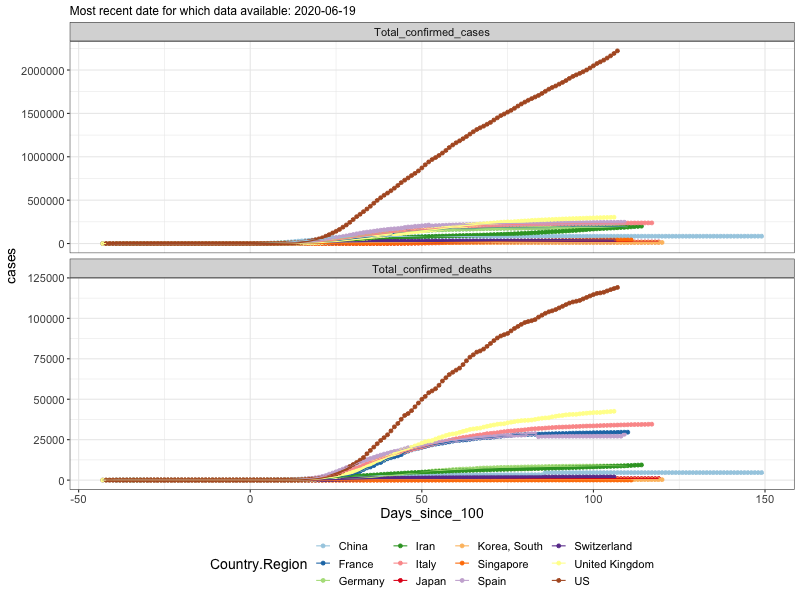 Most recent date for which data available: 2020-06-19
Total_confirmed_cases
2000000
1500000
1000000
500000
0
cases
Total_confirmed_deaths
125000
100000
75000
50000
25000
0
-50 0 50 100 150
Days_since_100
Country.Region
China Iran Korea, South Switzerland
France Italy Singapore United Kingdom
Germany Japan Spain US